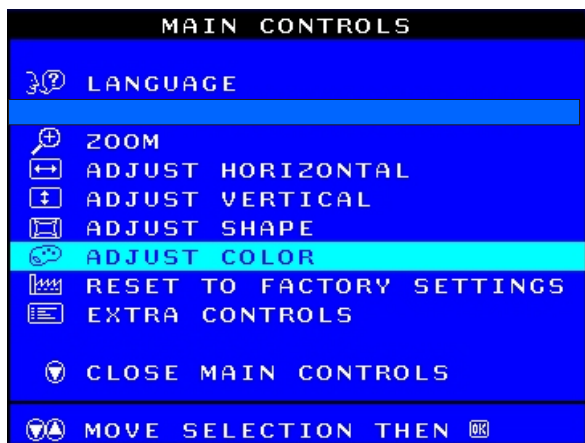 MAIN CONTROLS
LANGUAGE
ZOOM
ADJUST HORIZONTAL
ADJUST VERTICAL
ADJUST SHAPE
ADJUST COLOR
RESET TO FACTORY SETTINGS
EXTRA CONTROLS
CLOSE MAIN CONTROLS
MOVE SELECTION THEN OK